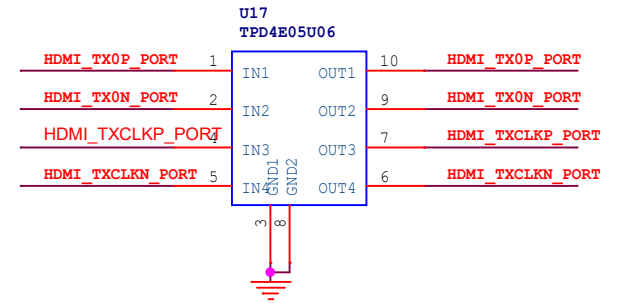 U17
TPD4E05U06
HDMI_TX0P_PORT 1 IN1 OUT1 10 HDMI_TX0P_PORT
HDMI_TX0N_PORT 2 IN2 OUT2 9 HDMI_TX0N_PORT
HDMI_TXCLKP_PORT 4 IN3 OUT3 7 HDMI_TXCLKP_PORT
HDMI_TXCLKN_PORT 5 IN4 OUT4 6 HDMI_TXCLKN_PORT
GND1
GND2
3
8